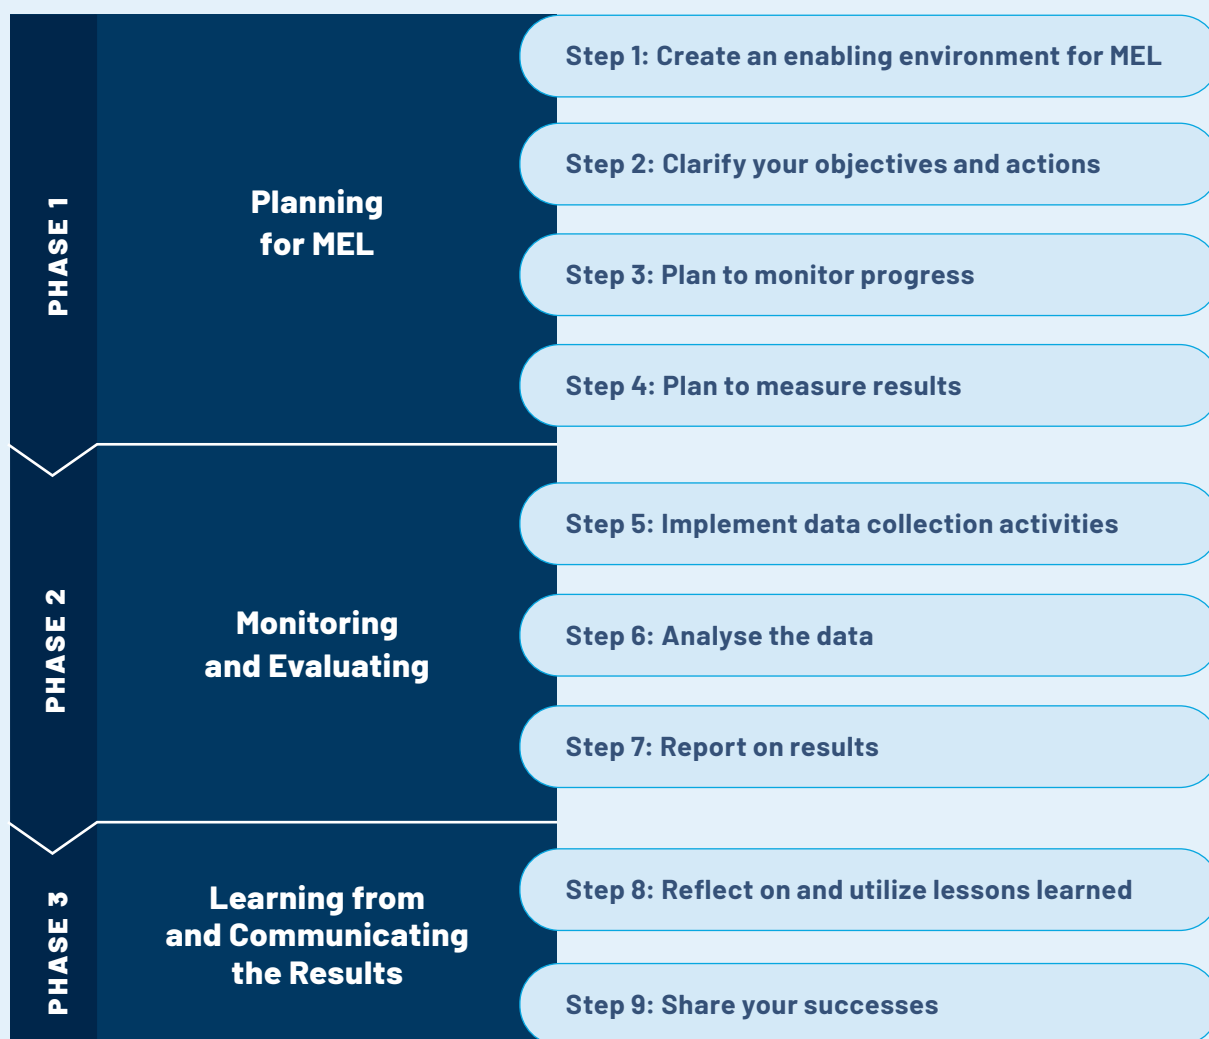 PHASE 1
Planning
for MEL
Step 1: Create an enabling environment for MEL
Step 2: Clarify your objectives and actions
Step 3: Plan to monitor progress
Step 4: Plan to measure results
PHASE 2
Monitoring
and Evaluating
Step 5: Implement data collection activities
Step 6: Analyse the data
Step 7: Report on results
PHASE 3
Learning from
and Communicating
the Results
Step 8: Reflect on and utilize lessons learned
Step 9: Share your successes